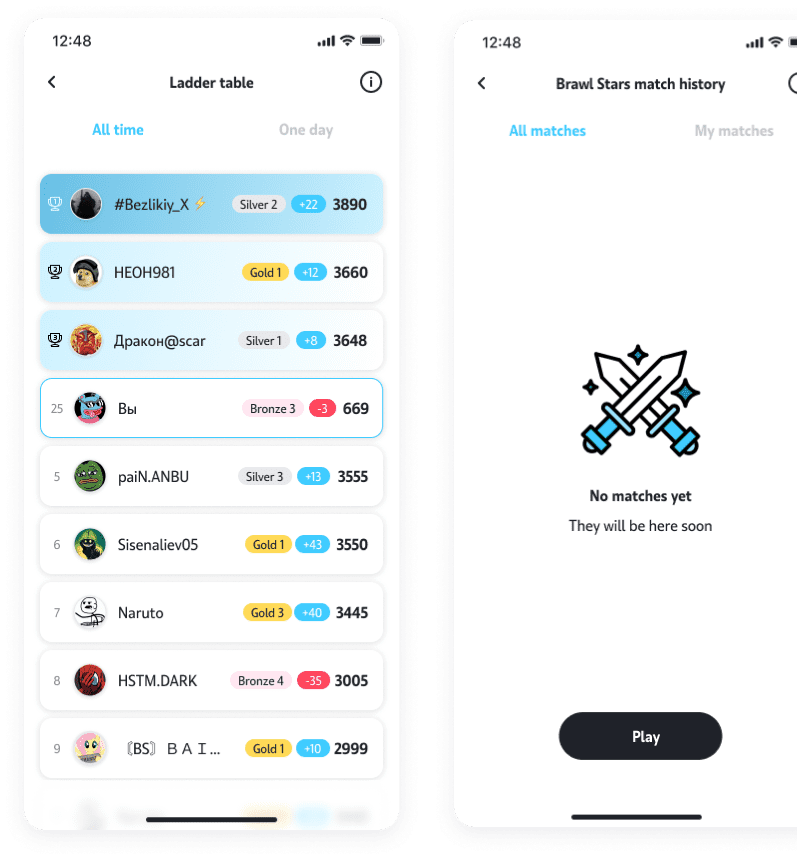 12:48
Ladder table
All time One day
1 #Bezlikiy_X ⚡ Silver 2 +22 3890
2 HEOH981 Gold 1 +12 3660
3 Дракон@scar Silver 1 +8 3648
25 Вы Bronze 3 -3 669
5 paiN.ANBU Silver 3 +13 3555
6 Sisenaliev05 Gold 1 +43 3550
7 Naruto Gold 3 +40 3445
8 HSTM.DARK Bronze 4 -35 3005
9 〖BS〗ＢＡＩ... Gold 1 +10 2999
12:48
Brawl Stars match history
All matches My matches
No matches yet
They will be here soon
Play